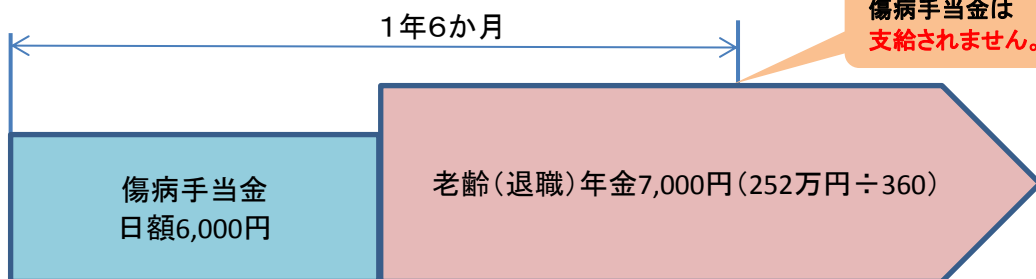 傷病手当金は
支給されません。
1年6か月
傷病手当金
日額6,000円
老齢(退職)年金7,000円(252万円÷360)